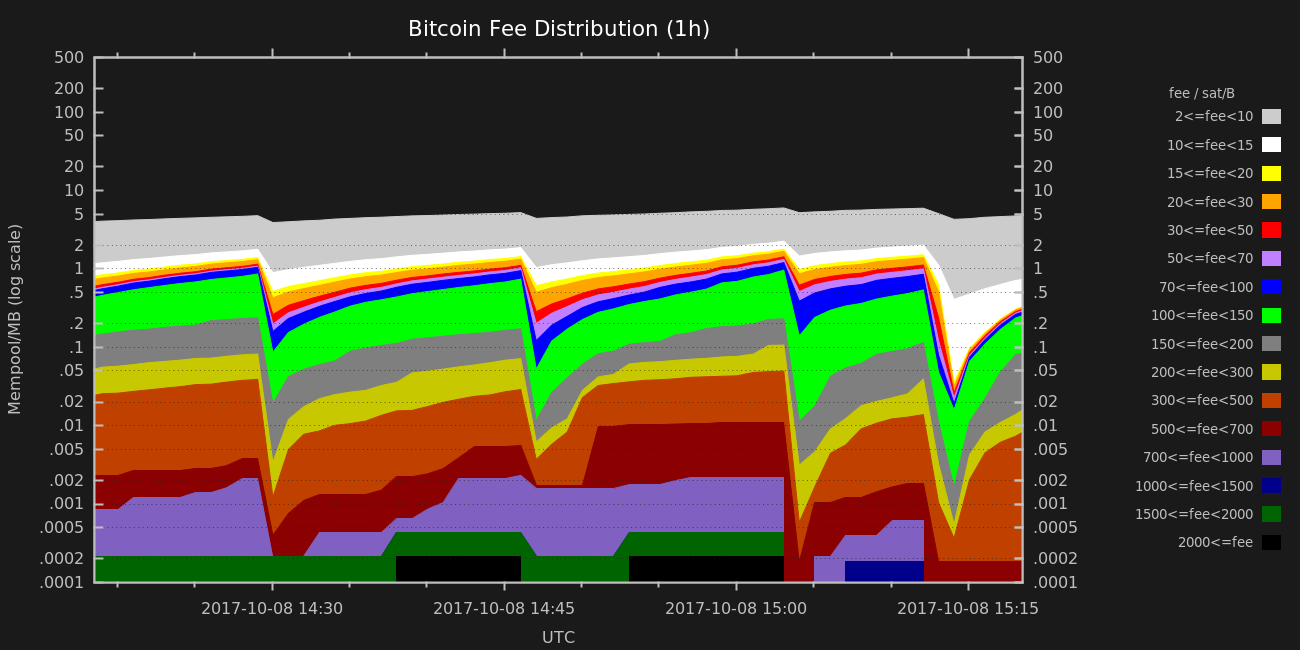 Bitcoin Fee Distribution (1h)
Mempool/MB (log scale)
500
200
100
50
20
10
5
2
1
.5
.2
.1
.05
.02
.01
.005
.002
.001
.0005
.0002
.0001
500
200
100
50
20
10
5
2
1
.5
.2
.1
.05
.02
.01
.005
.002
.001
.0005
.0002
.0001
2017-10-08 14:30
2017-10-08 14:45
2017-10-08 15:00
2017-10-08 15:15
UTC
fee / sat/B
2<=fee<10
10<=fee<15
15<=fee<20
20<=fee<30
30<=fee<50
50<=fee<70
70<=fee<100
100<=fee<150
150<=fee<200
200<=fee<300
300<=fee<500
500<=fee<700
700<=fee<1000
1000<=fee<1500
1500<=fee<2000
2000<=fee